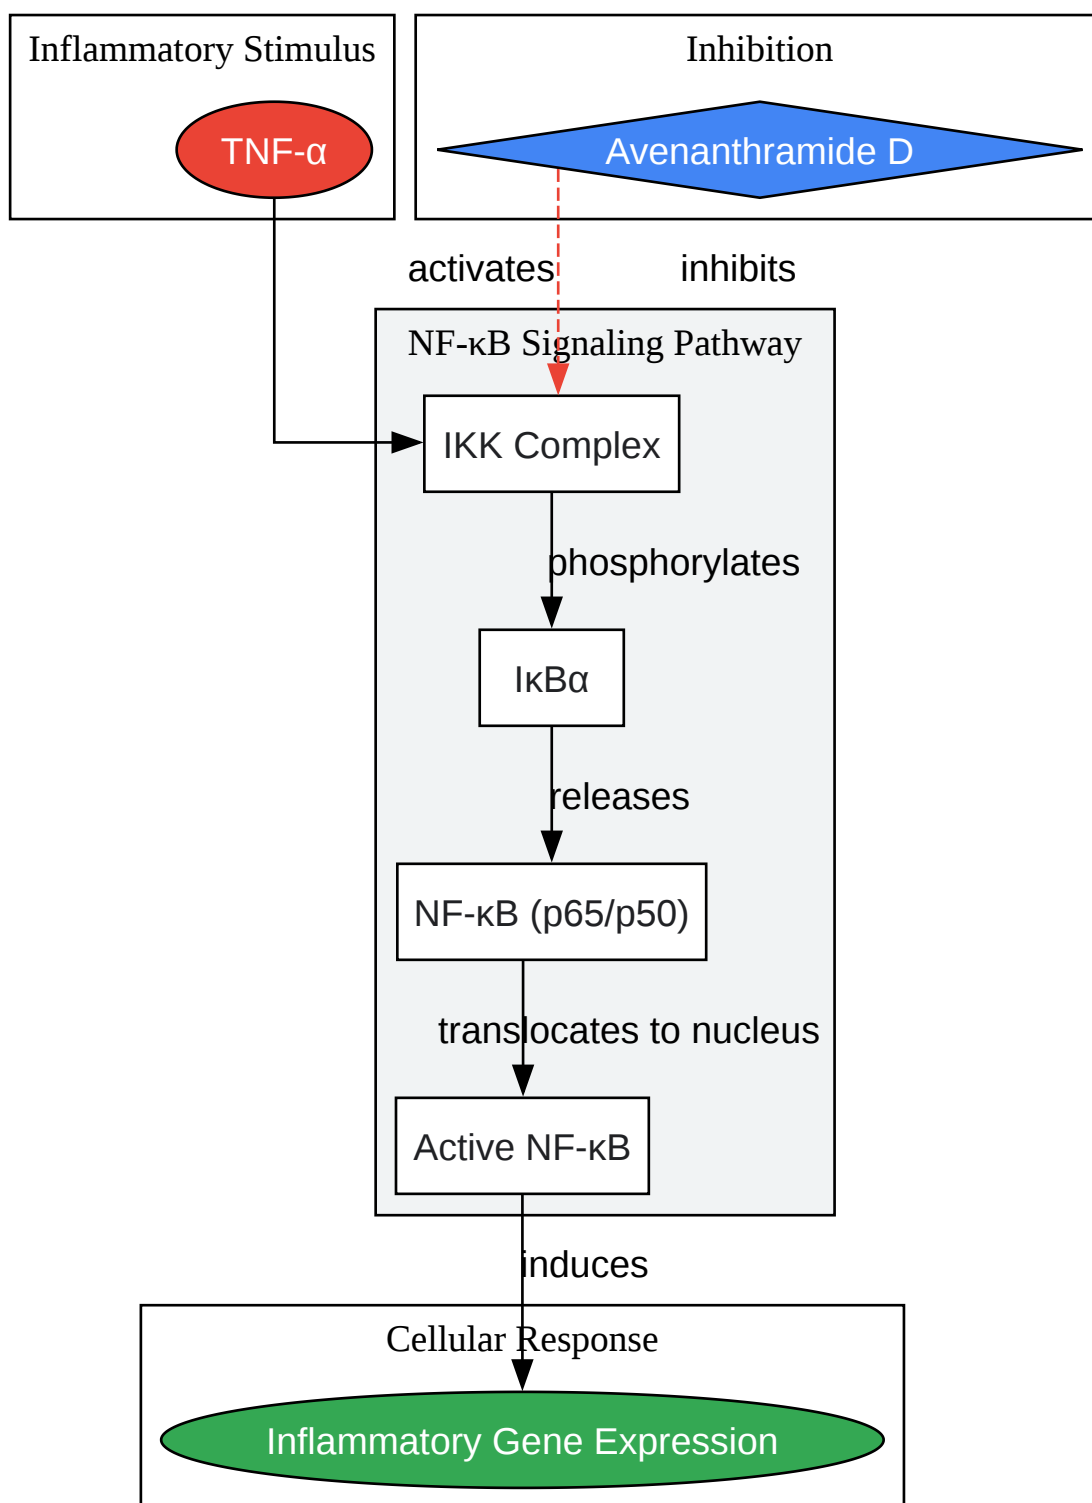 Inflammatory Stimulus
Inhibition
TNF-α
Avenanthramide D
activates
inhibits
NF-κB Signaling Pathway
IKK Complex
phosphorylates
IκBα
releases
NF-κB (p65/p50)
translocates to nucleus
Active NF-κB
induces
Cellular Response
Inflammatory Gene Expression